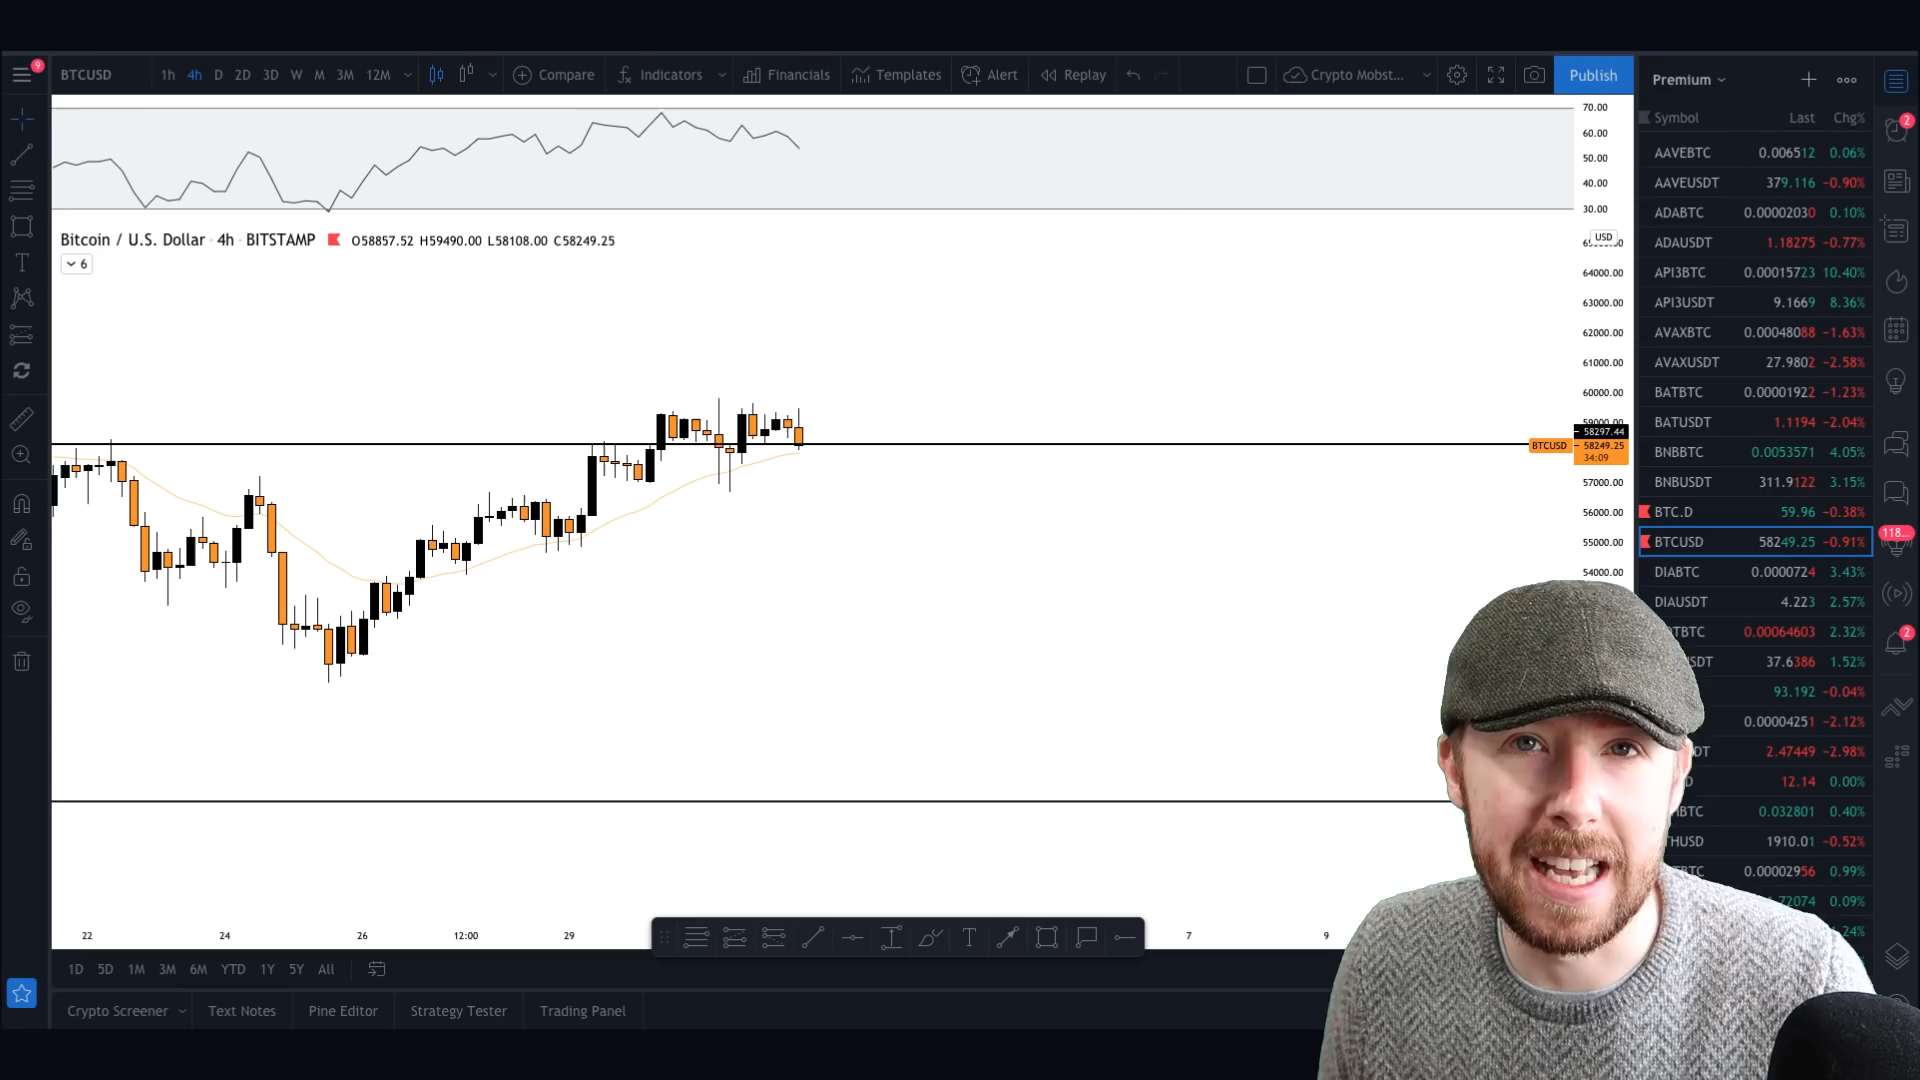 9
BTCUSD 1h 4h D 2D 3D W M 3M 12M Compare Indicators Financials Templates Alert Replay Crypto Mobst... Publish
Premium
Symbol Last Chg%
70.00
60.00
50.00
40.00
30.00
Bitcoin / U.S. Dollar · 4h · BITSTAMP O58857.52 H59490.00 L58108.00 C58249.25
6
USD
64000.00
63000.00
62000.00
61000.00
60000.00
58297.44
BTCUSD 58249.25
34:09
57000.00
56000.00
55000.00
54000.00
AAVEBTC 0.006512 0.06%
AAVEUSDT 379.116 −0.90%
ADABTC 0.00002030 0.10%
ADAUSDT 1.18275 −0.77%
API3BTC 0.00015723 10.40%
API3USDT 9.1669 8.36%
AVAXBTC 0.00048088 −1.63%
AVAXUSDT 27.9802 −2.58%
BATBTC 0.00001922 −1.23%
BATUSDT 1.1194 −2.04%
BNBBTC 0.0053571 4.05%
BNBUSDT 311.9122 3.15%
BTC.D 59.96 −0.38%
BTCUSD 58249.25 −0.91%
DIABTC 0.0000724 3.43%
DIAUSDT 4.223 2.57%
TBTC 0.00064603 2.32%
SDT 37.6386 1.52%
93.192 −0.04%
0.00004251 −2.12%
DT 2.47449 −2.98%
D 12.14 0.00%
BTC 0.032801 0.40%
THUSD 1910.01 −0.52%
BTC 0.00002956 0.99%
.72074 0.09%
.24%
2
118...
2
22 24 26 12:00 29 7 9
1D 5D 1M 3M 6M YTD 1Y 5Y All
Crypto Screener Text Notes Pine Editor Strategy Tester Trading Panel